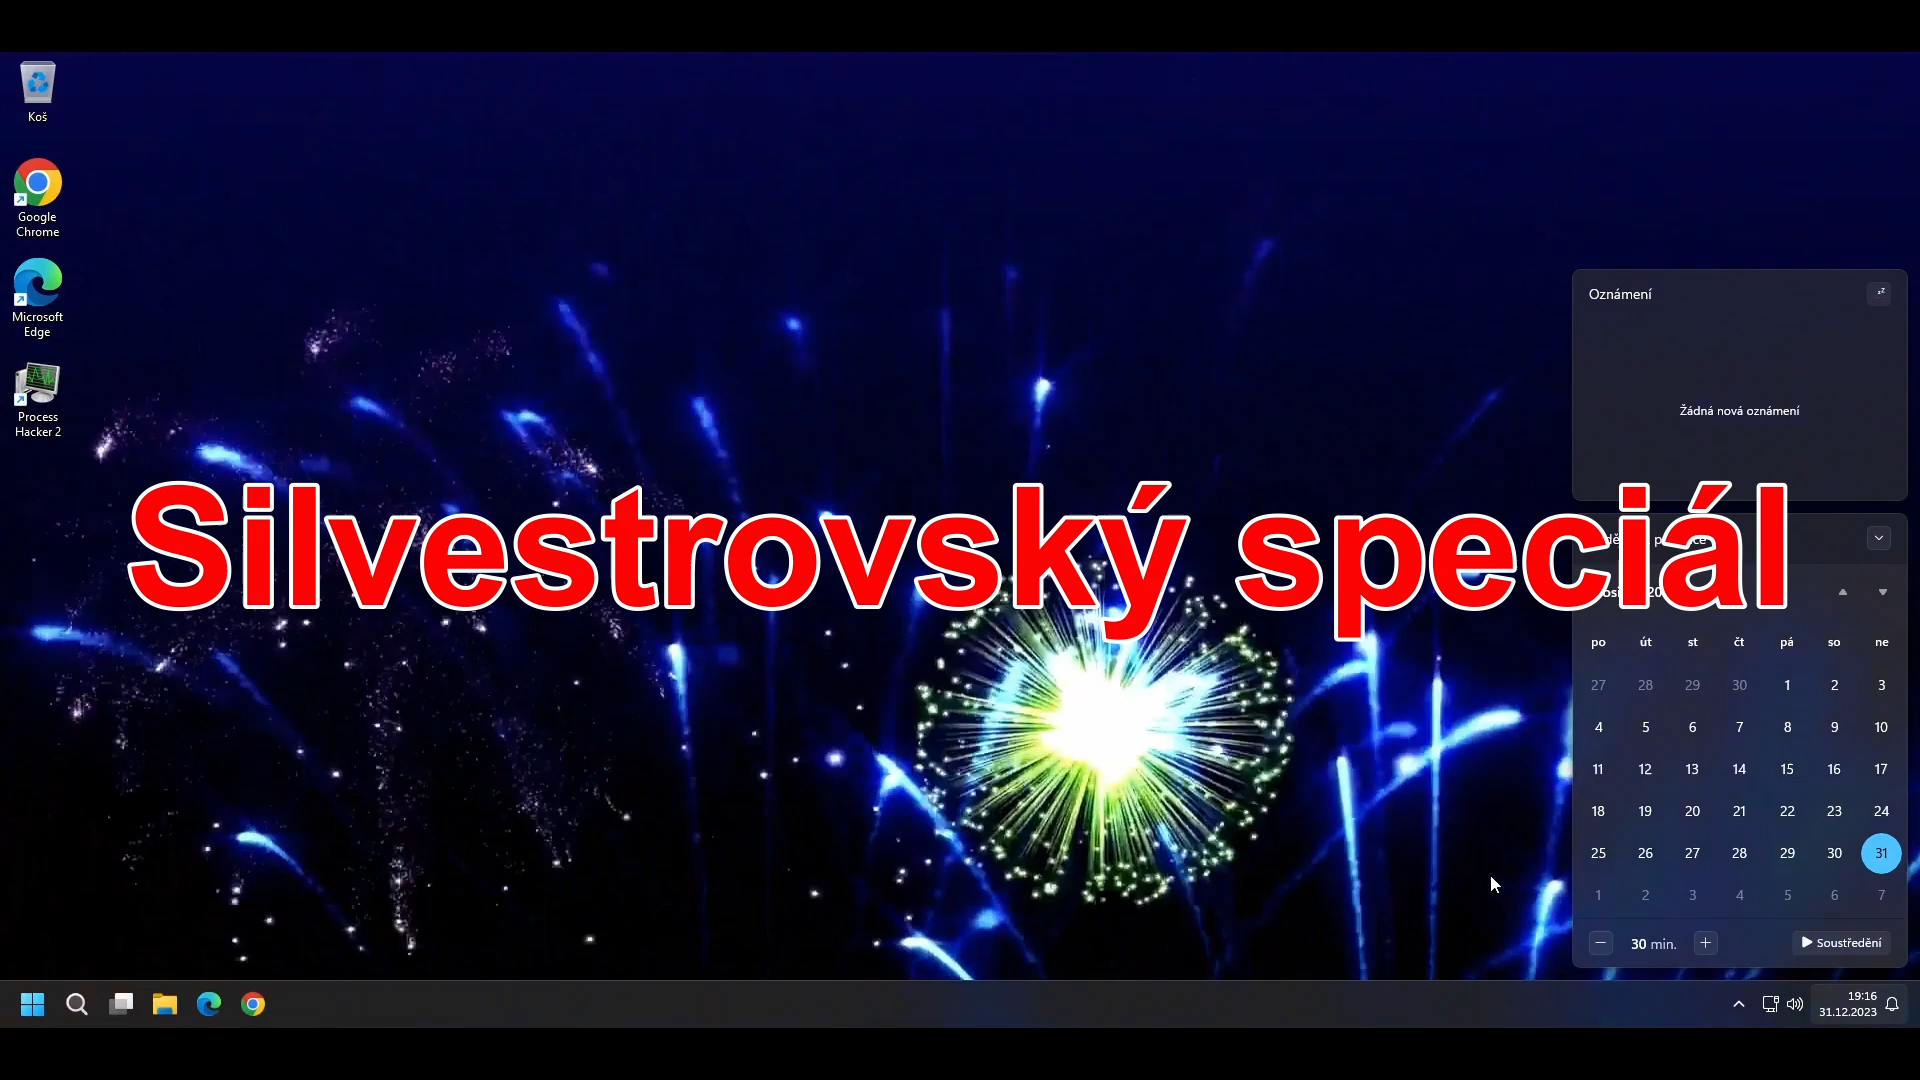 Koš
Google
Chrome
Microsoft
Edge
Process
Hacker 2
Silvestrovský speciál
Oznámení
Žádná nová oznámení
po út st čt pá so ne
27 28 29 30 1 2 3
4 5 6 7 8 9 10
11 12 13 14 15 16 17
18 19 20 21 22 23 24
25 26 27 28 29 30 31
1 2 3 4 5 6 7
30 min.
Soustředění
19:16
31.12.2023